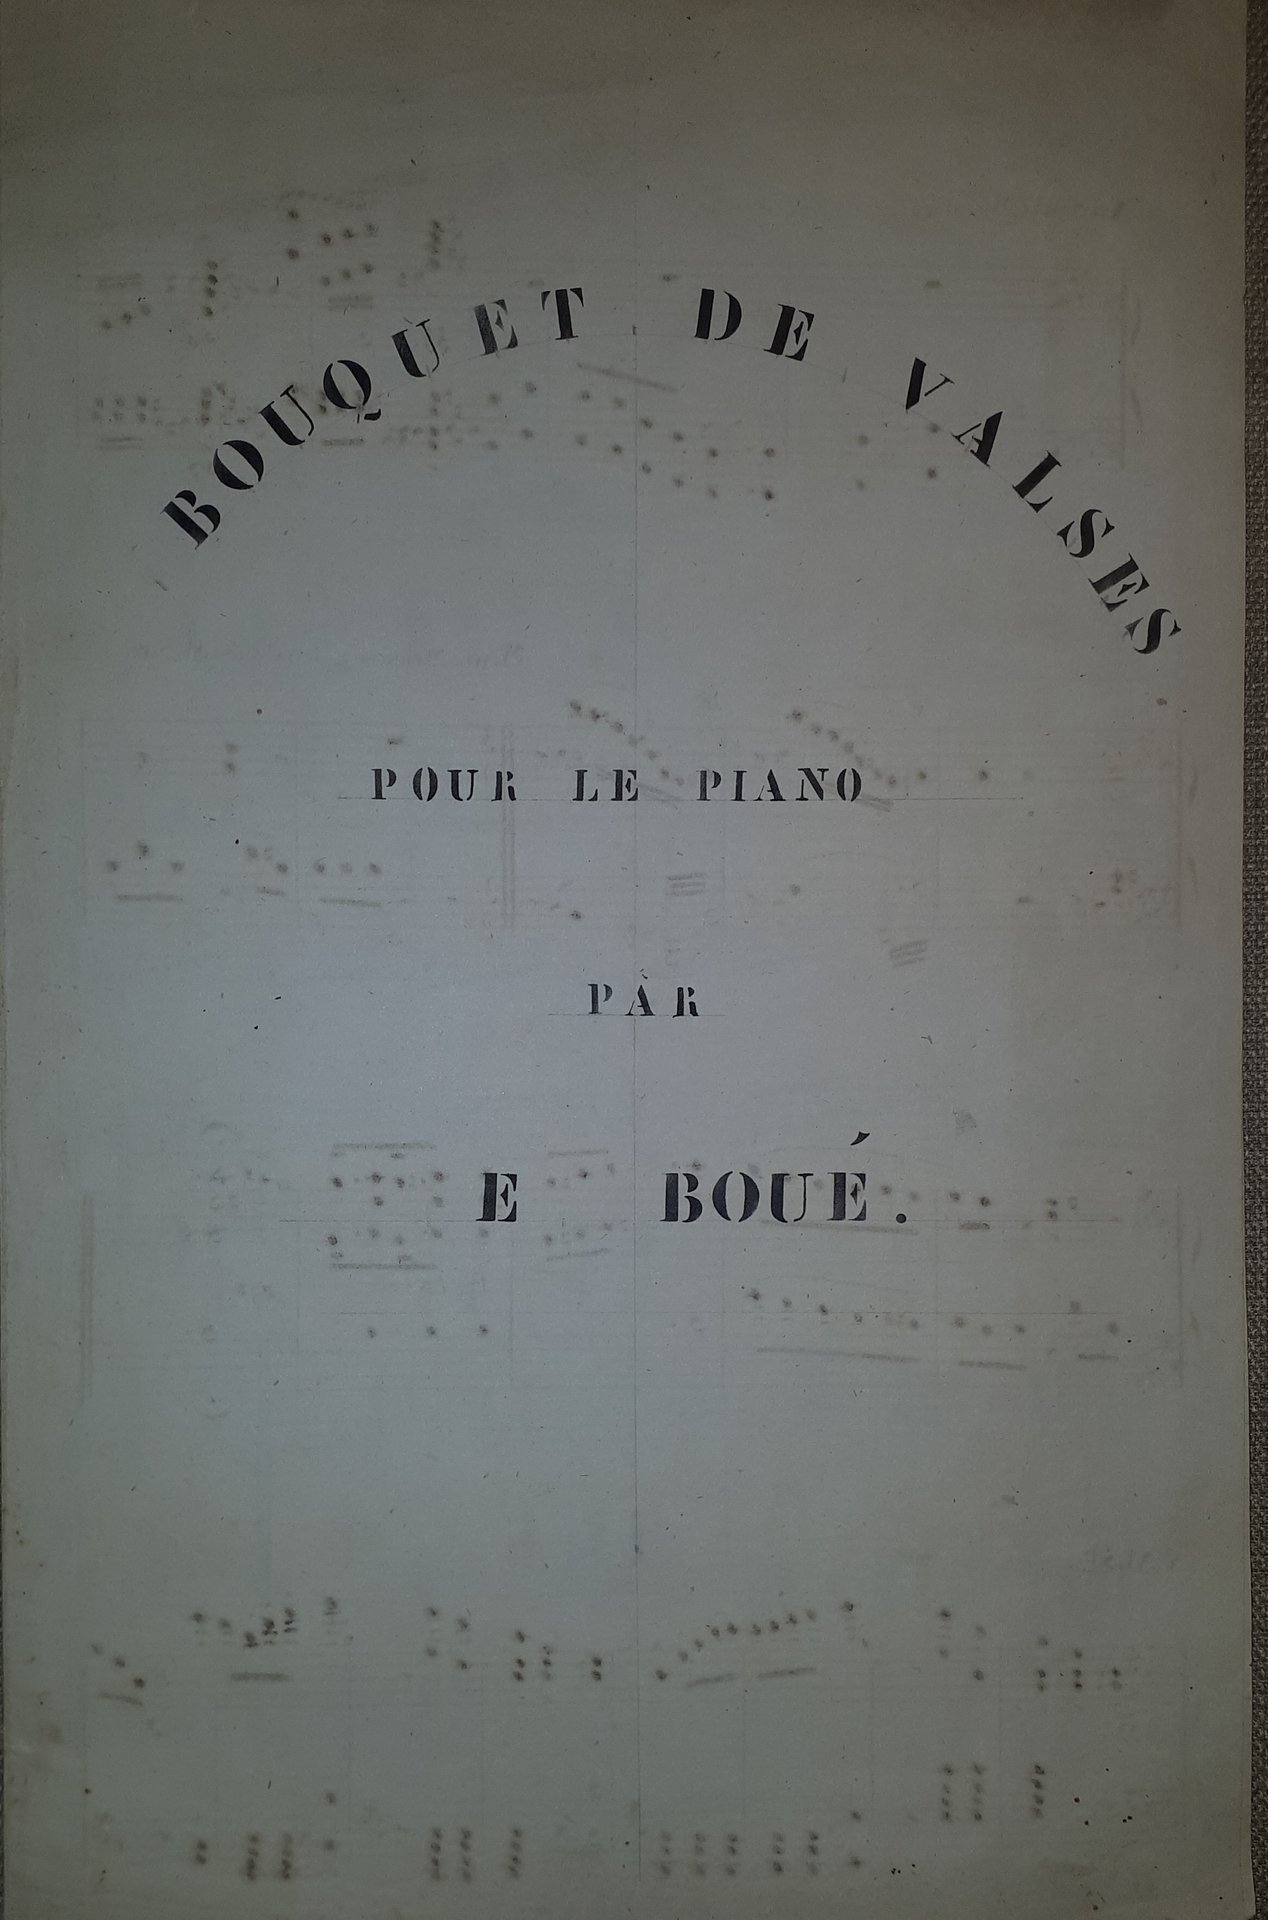 BOUQUET DE VALSES
POUR LE PIANO
PAR
E BOUÉ.